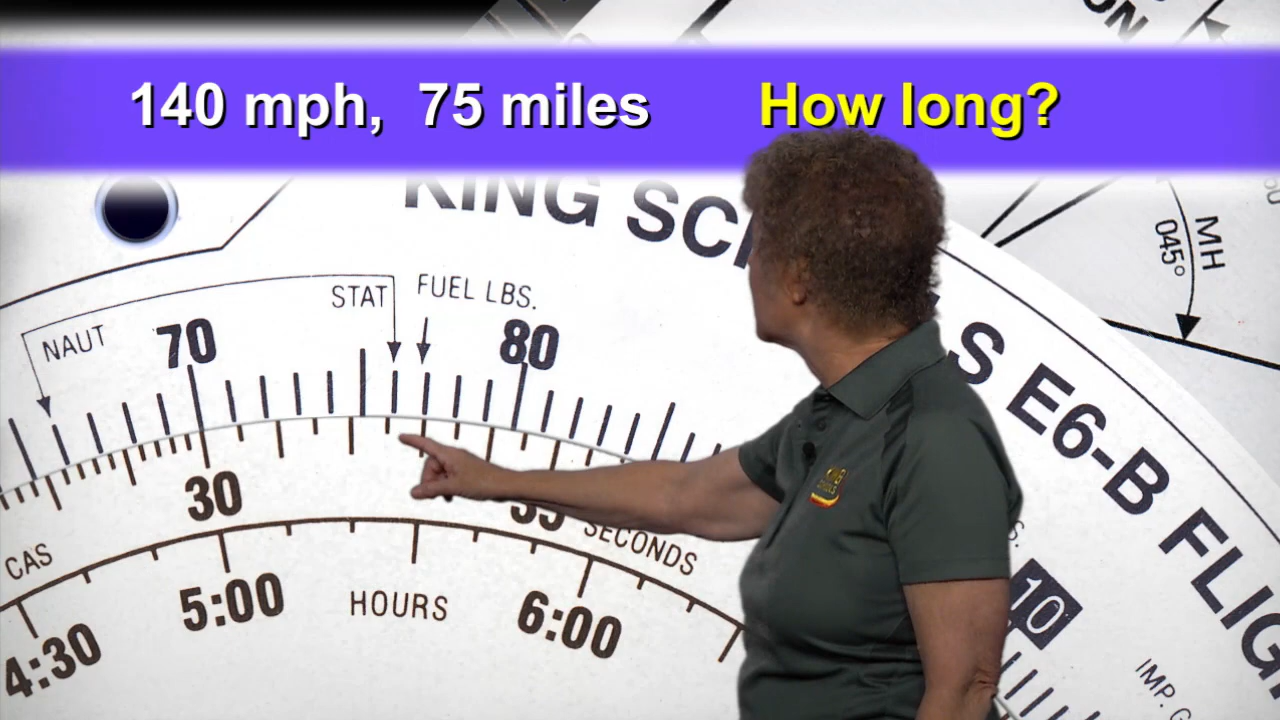 140 mph, 75 miles How long?
KING SC
S E6-B FLIG
MH
045°
NAUT
STAT
FUEL LBS.
70
80
30
35
SECONDS
CAS
4:30
5:00
HOURS
6:00
10
IMP. G